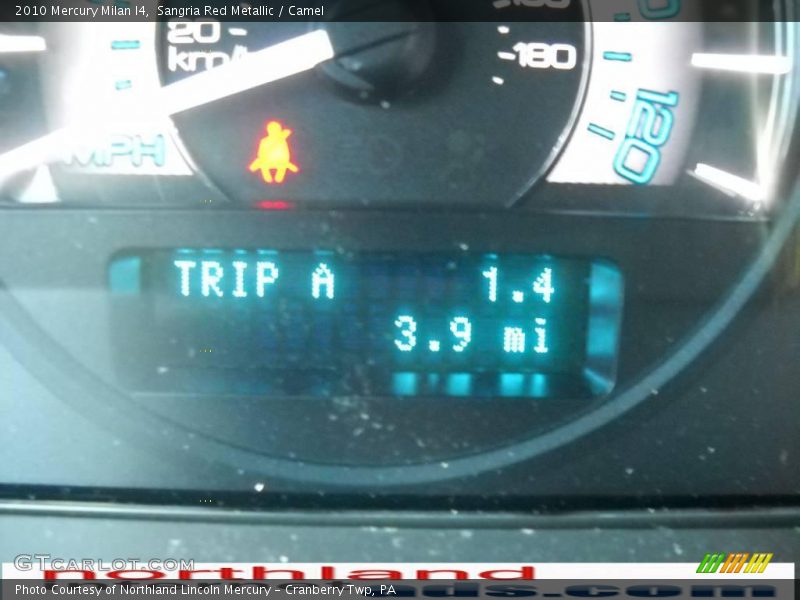 2010 Mercury Milan I4, Sangria Red Metallic / Camel
20
km/h
180
MPH
120
TRIP A 1.4
3.9 mi
GTCARLOT.COM
northland
Photo Courtesy of Northland Lincoln Mercury - Cranberry Twp, PA